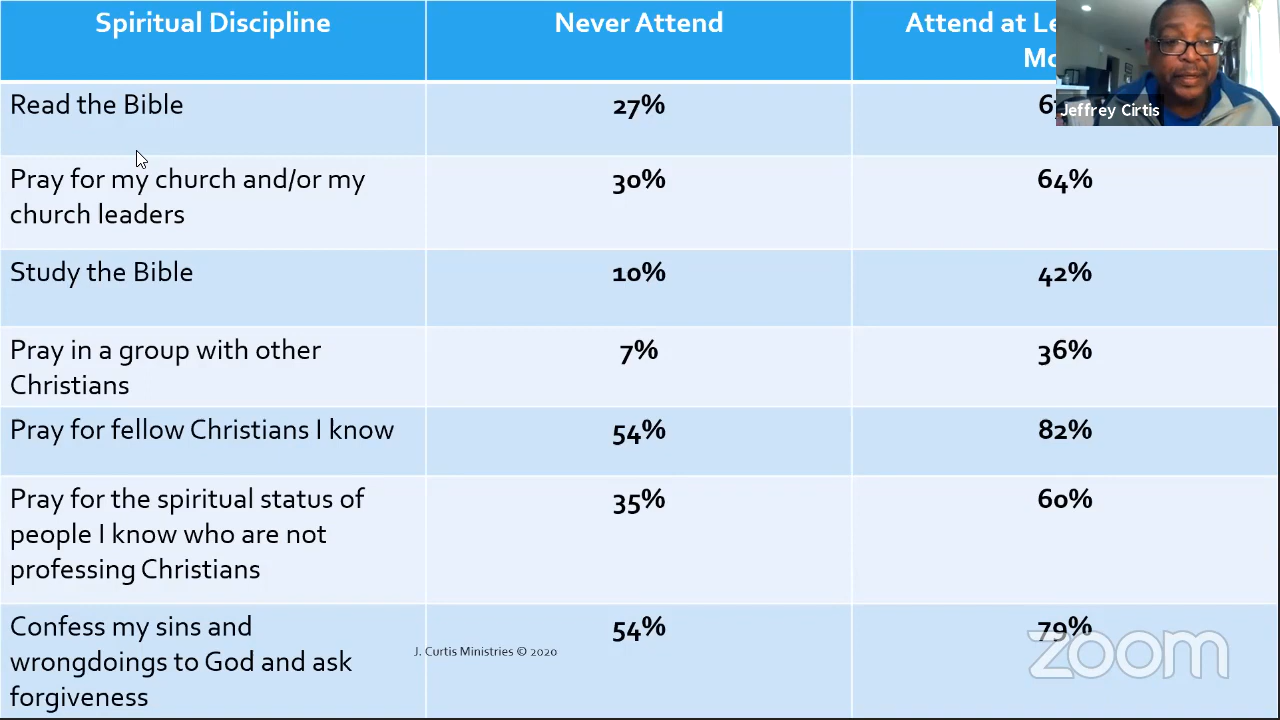 Spiritual Discipline
Never Attend
Attend at
Read the Bible
27%
Pray for my church and/or my
church leaders
30%
64%
Study the Bible
10%
42%
Pray in a group with other
Christians
7%
36%
Pray for fellow Christians I know
54%
82%
Pray for the spiritual status of
people I know who are not
professing Christians
35%
60%
Confess my sins and
wrongdoings to God and ask
forgiveness
54%
79%
J. Curtis Ministries © 2020
Jeffrey Cirtis
zoom